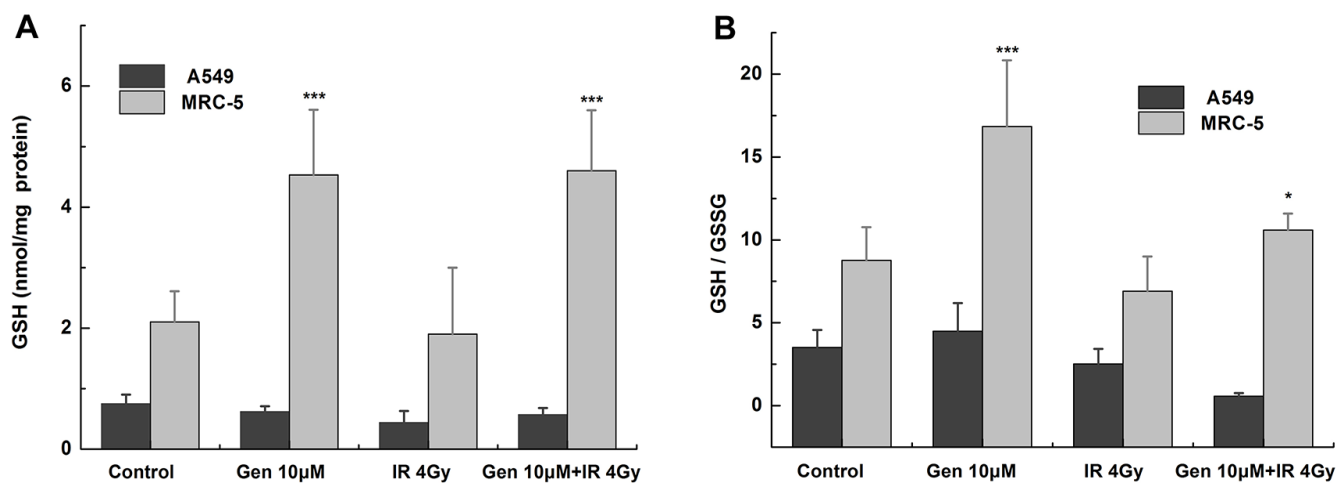 A
GSH (nmol/mg protein)
6
4
2
0
A549
MRC-5
***
***
Control
Gen 10μM
IR 4Gy
Gen 10μM+IR 4Gy
B
GSH / GSSG
20
15
10
5
0
A549
MRC-5
***
*
Control
Gen 10μM
IR 4Gy
Gen 10μM+IR 4Gy